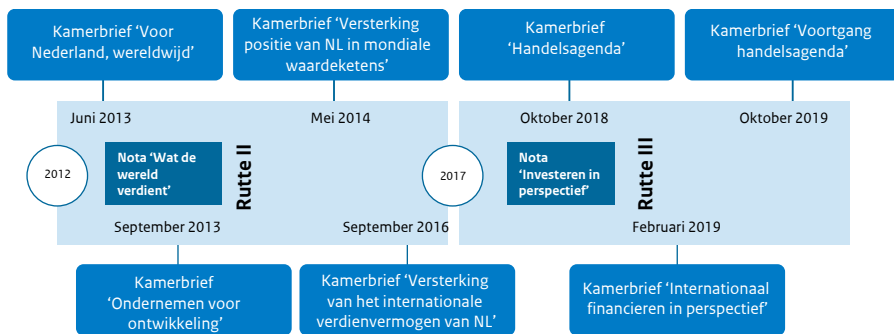 Kamerbrief ‘Voor
Nederland, wereldwijd’
Kamerbrief ‘Versterking
positie van NL in mondiale
waardeketens’
Kamerbrief
‘Handelsagenda’
Kamerbrief ‘Voortgang
handelsagenda’
Juni 2013
Mei 2014
Oktober 2018
Oktober 2019
2012
Nota ‘Wat de
wereld
verdient’
Rutte II
2017
Nota
‘Investeren in
perspectief’
Rutte III
September 2013
September 2016
Februari 2019
Kamerbrief
‘Ondernemen voor
ontwikkeling’
Kamerbrief ‘Versterking
van het internationale
verdienvermogen van NL’
Kamerbrief ‘Internationaal
financieren in perspectief’